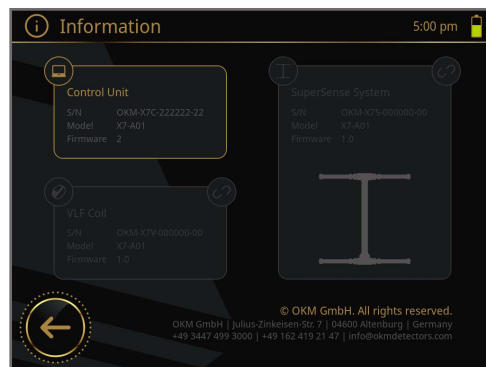 Information
5:00 pm
Control Unit
S/N OKM-X7C-222222-22
Model X7-A01
Firmware 2
SuperSense System
S/N OKM-X7S-000000-00
Model X7-A01
Firmware 1.0
VLF Coil
S/N OKM-X7V-000000-00
Model X7-A01
Firmware 1.0
© OKM GmbH. All rights reserved.
OKM GmbH | Julius-Zinkeisen-Str. 7 | 04600 Altenburg | Germany
+49 3447 499 3000 | +49 162 419 21 47 | info@okmdetectors.com